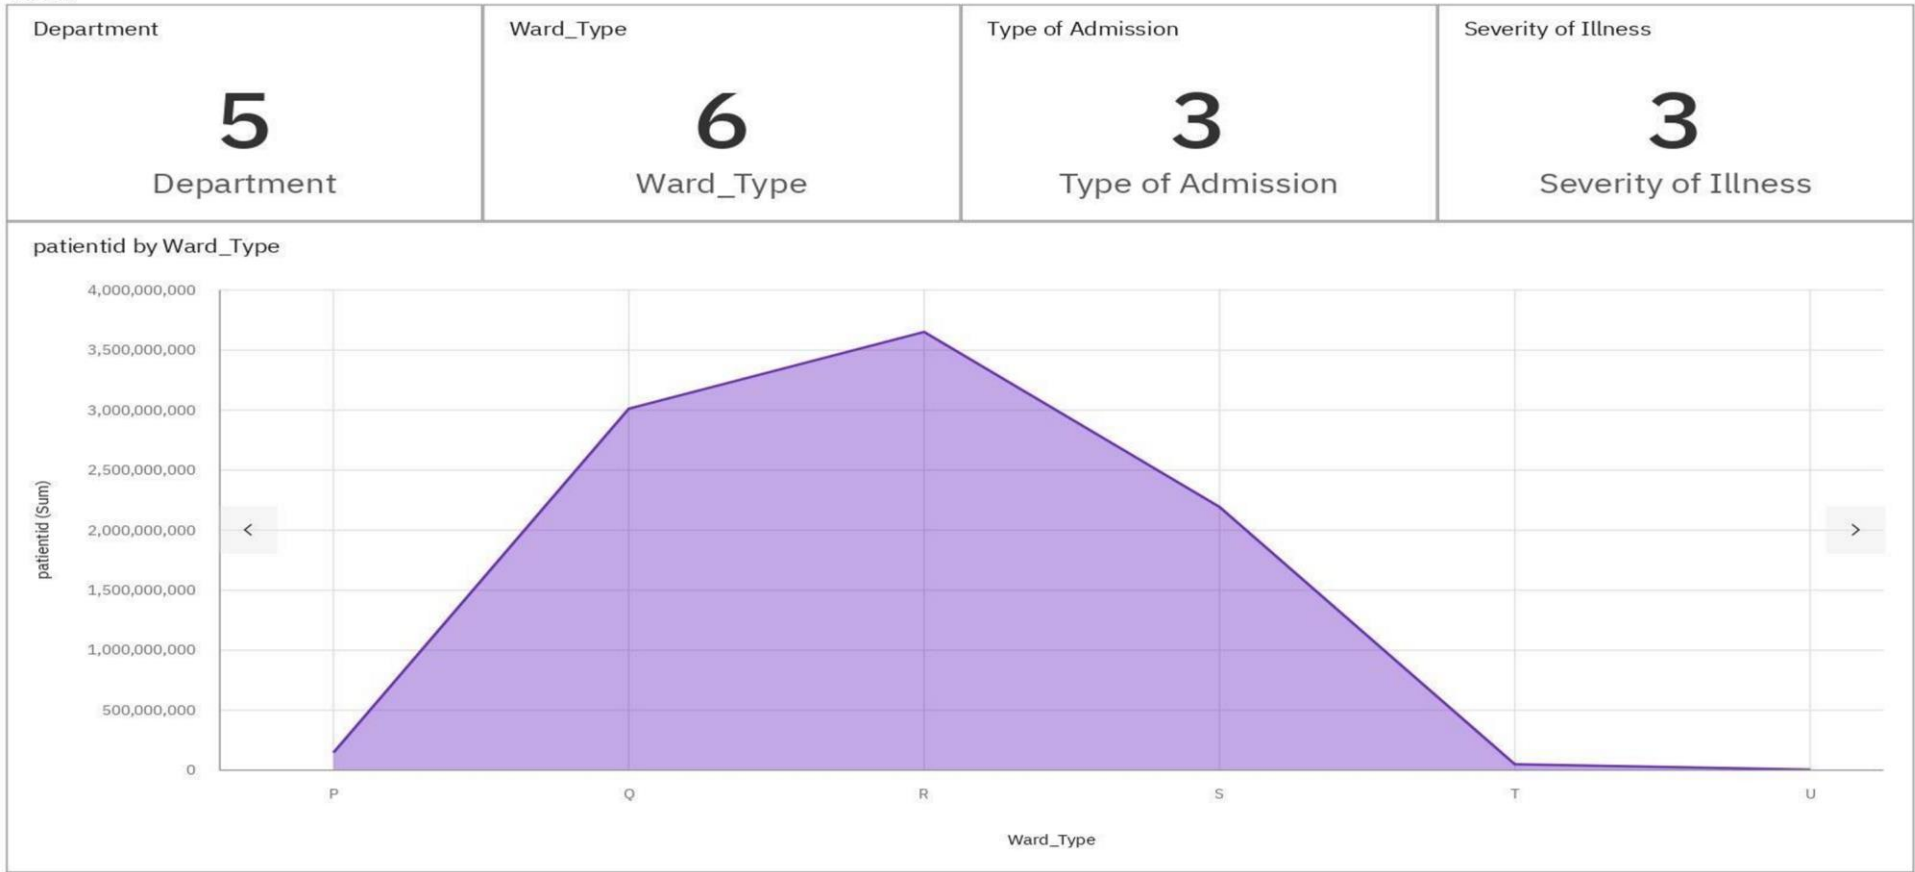 Department
5
Department
Ward_Type
6
Ward_Type
Type of Admission
3
Type of Admission
Severity of Illness
3
Severity of Illness
patientid by Ward_Type
patientid (Sum)
4,000,000,000
3,500,000,000
3,000,000,000
2,500,000,000
2,000,000,000
1,500,000,000
1,000,000,000
500,000,000
0
<
>
P Q R S T U
Ward_Type